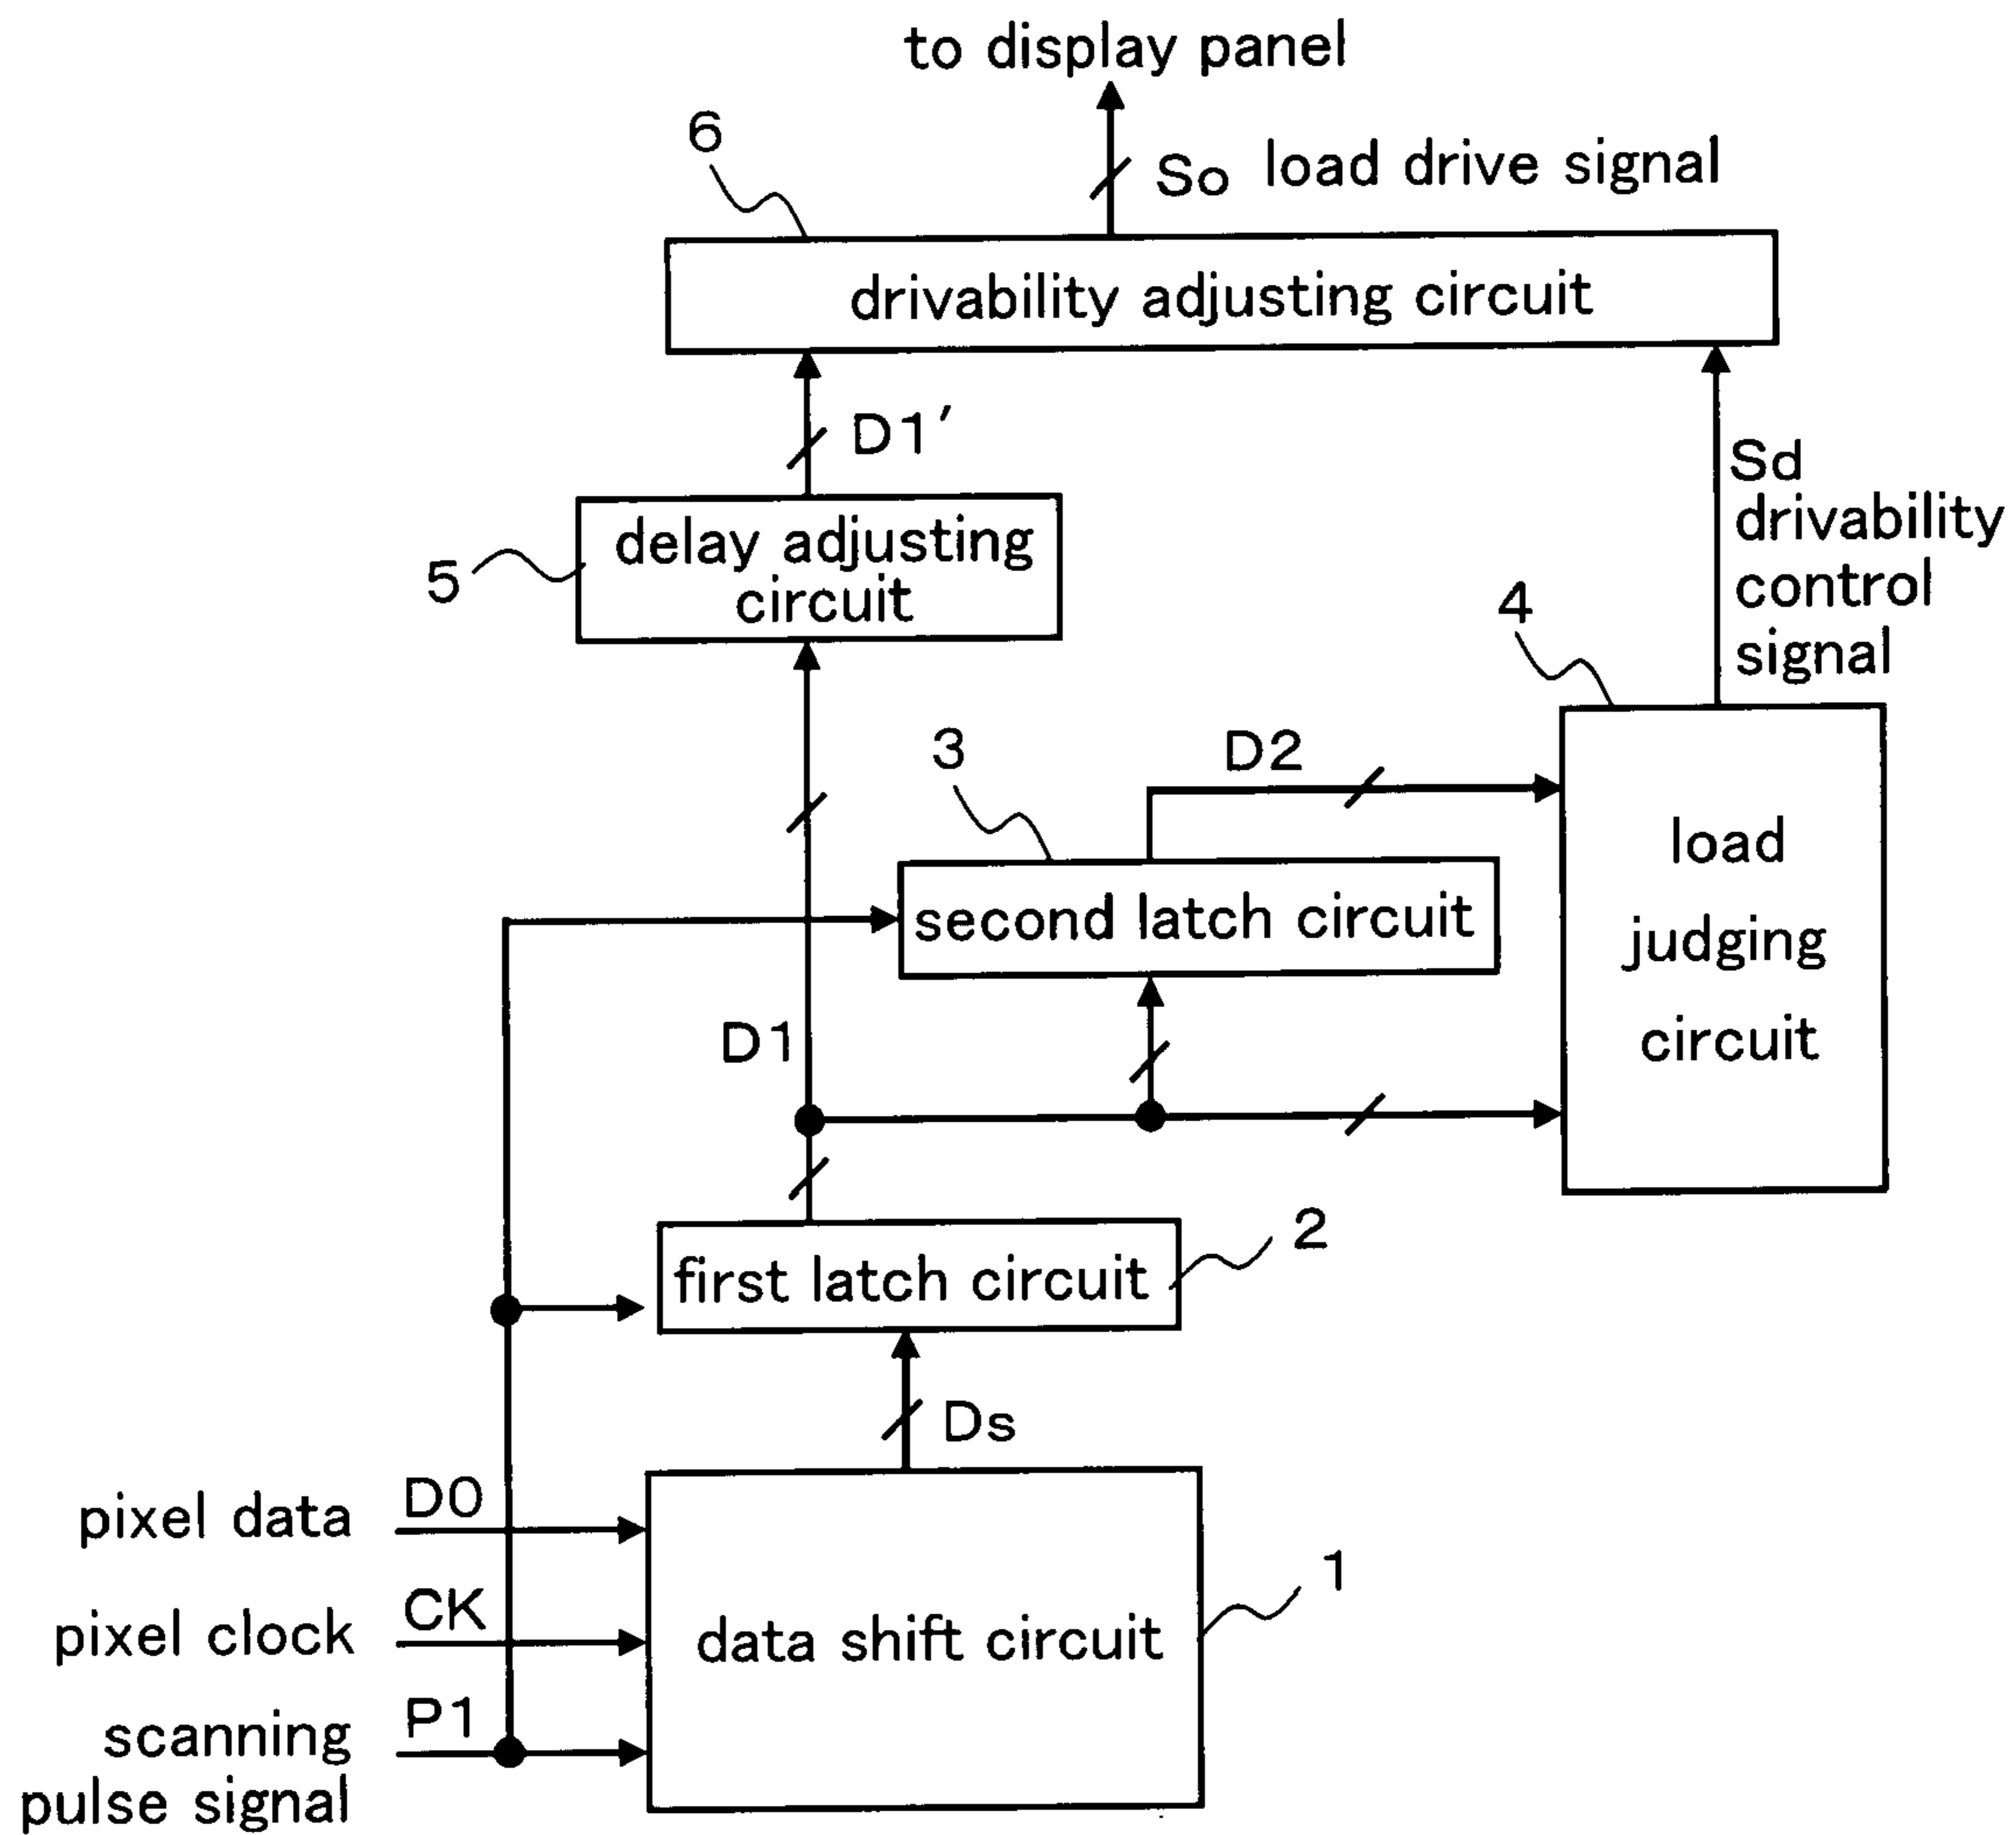 to display panel
6
So load drive signal
drivability adjusting circuit
D1′
Sd
drivability
control
signal
5
delay adjusting
circuit
4
3
D2
load
judging
circuit
second latch circuit
D1
2
first latch circuit
Ds
pixel data
D0
pixel clock
CK
data shift circuit
1
scanning
pulse signal
P1